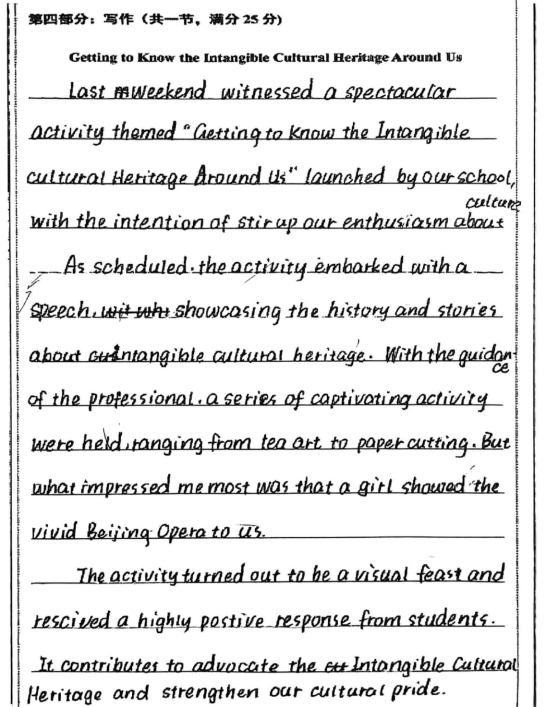 第四部分：写作（共一节，满分 25 分)
Getting to Know the Intangible Cultural Heritage Around Us
Last weekend witnessed a spectacular
activity themed "Getting to Know the Intangible
cultural Heritage Around Us" launched by our school,
with the intention of stir up our enthusiasm about culture
As scheduled, the activity embarked with a
speech, showcasing the history and stories
about intangible cultural heritage. With the guidance
of the professional, a series of captivating activity
were held, ranging from tea art to paper cutting. But
what impressed me most was that a girl showed the
vivid Beijing Opera to us.
The activity turned out to be a visual feast and
rescived a highly postive response from students.
It contributes to advocate the Intangible Cultural
Heritage and strengthen our cultural pride.